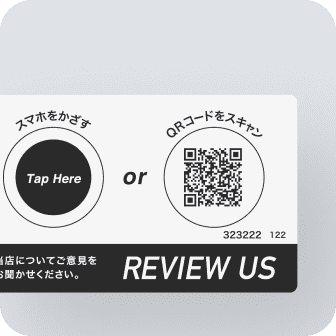 スマホをかざす
Tap Here
or
QRコードをスキャン
323222 122
当店についてご意見を
お聞かせください。
REVIEW US